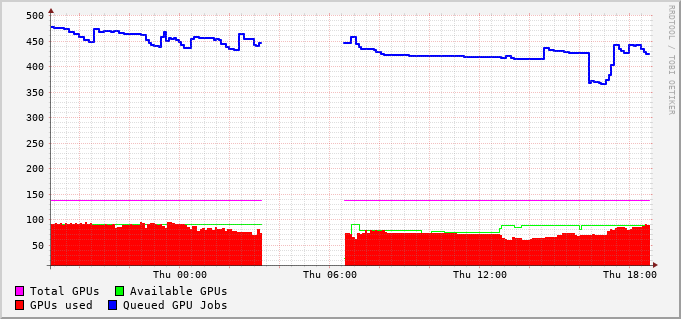 500
450
400
350
300
250
200
150
100
50
Thu 00:00 Thu 06:00 Thu 12:00 Thu 18:00
Total GPUs Available GPUs
GPUs used Queued GPU Jobs
RRDTOOL / TOBI OETIKER